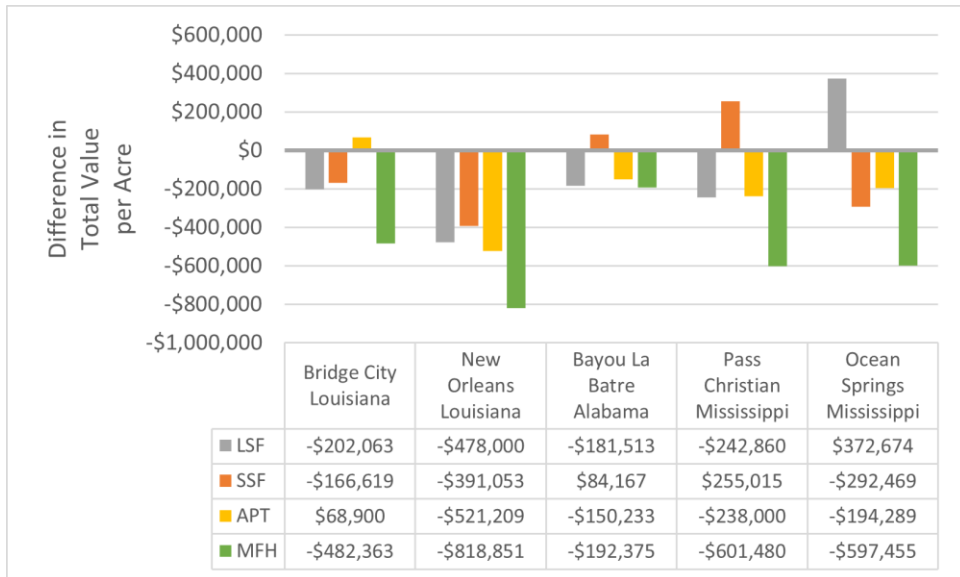 Difference in
Total Value
per Acre
$600,000
$400,000
$200,000
$0
-$200,000
-$400,000
-$600,000
-$800,000
-$1,000,000
Bridge City
Louisiana
New
Orleans
Louisiana
Bayou La
Batre
Alabama
Pass
Christian
Mississippi
Ocean
Springs
Mississippi
LSF -$202,063 -$478,000 -$181,513 -$242,860 $372,674
SSF -$166,619 -$391,053 $84,167 $255,015 -$292,469
APT $68,900 -$521,209 -$150,233 -$238,000 -$194,289
MFH -$482,363 -$818,851 -$192,375 -$601,480 -$597,455